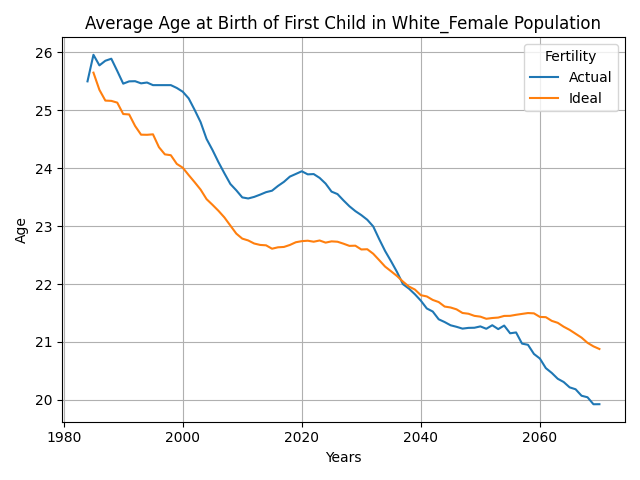 Average Age at Birth of First Child in White_Female Population
Fertility
Actual
Ideal
26
25
24
23
22
21
20
Age
1980
2000
2020
2040
2060
Years